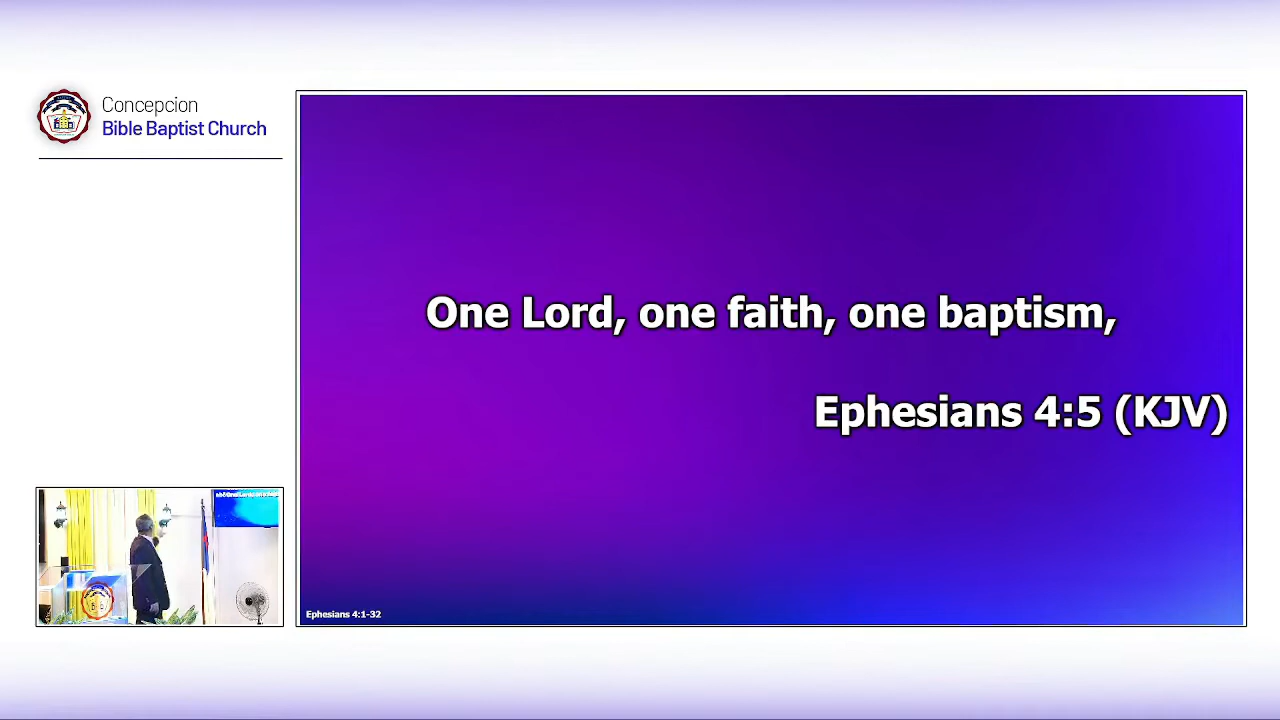 Concepcion
Bible Baptist Church
One Lord, one faith, one baptism,
Ephesians 4:5 (KJV)
Ephesians 4:1-32